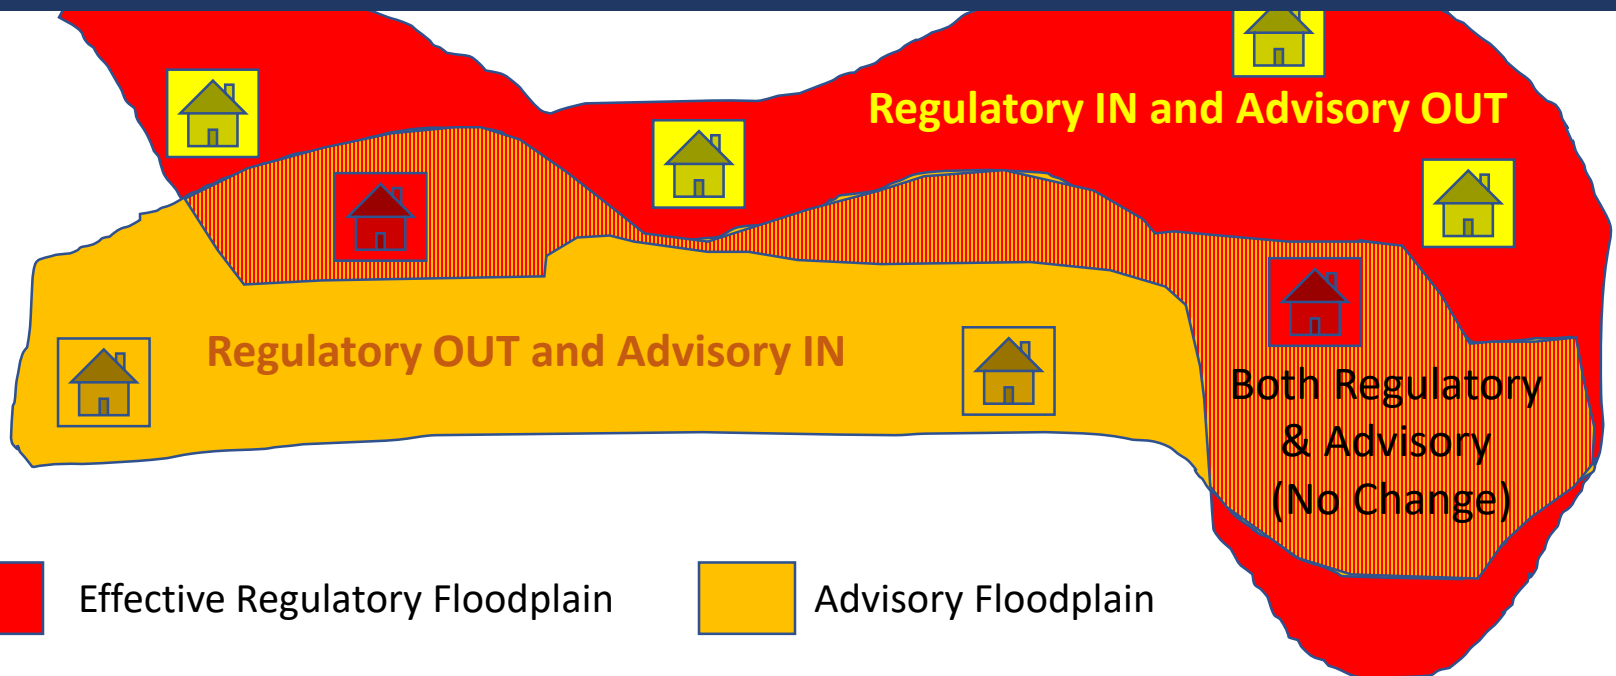 Regulatory IN and Advisory OUT
Regulatory OUT and Advisory IN
Both Regulatory
& Advisory
(No Change)
Effective Regulatory Floodplain
Advisory Floodplain